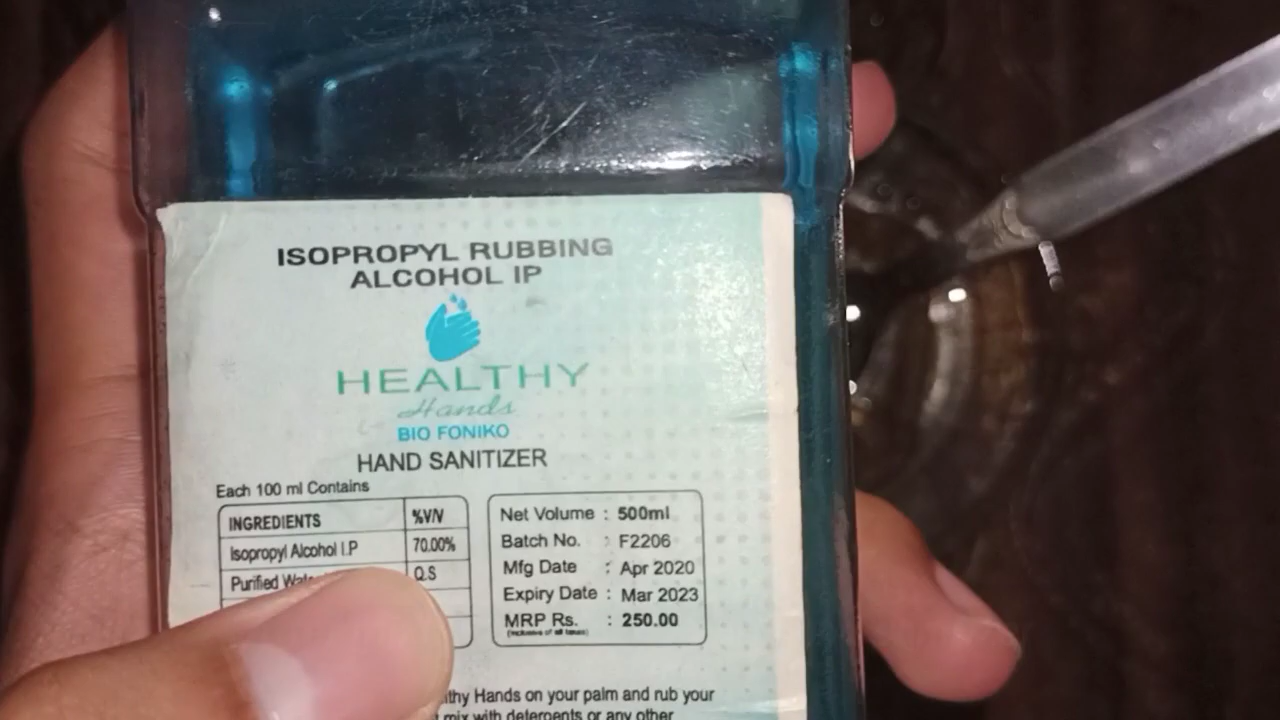 ISOPROPYL RUBBING
ALCOHOL IP
HEALTHY
Hands
BIO FONIKO
HAND SANITIZER
Each 100 ml Contains
INGREDIENTS %V/V
Isopropyl Alcohol I.P 70.00%
Purified Q.S
Net Volume : 500ml
Batch No. : F2206
Mfg Date : Apr 2020
Expiry Date : Mar 2023
MRP Rs. : 250.00
(Inclusive of all taxes)
Hands on your palm and rub your
mix with detergents or any other